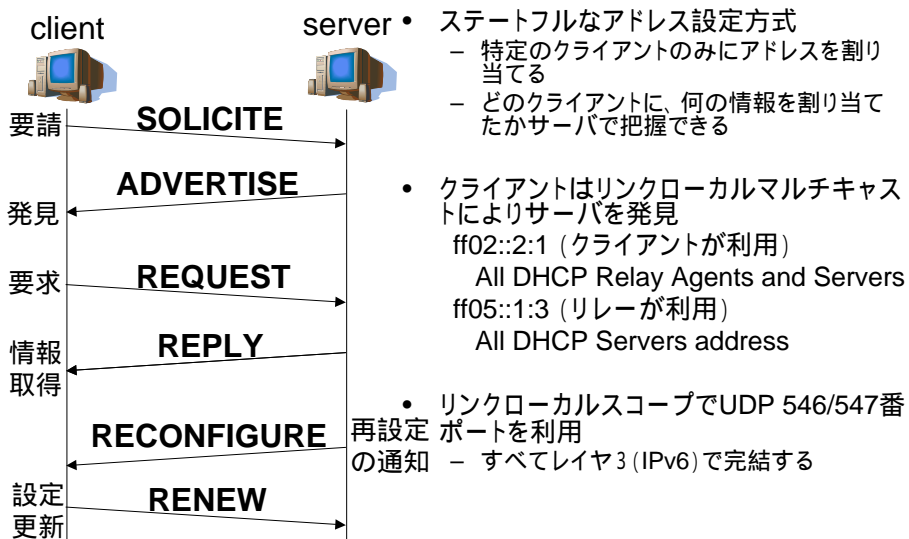 client
server
要請
SOLICITE
ADVERTISE
発見
要求
REQUEST
REPLY
情報
取得
RECONFIGURE
再設定
の通知
設定
更新
RENEW
• ステートフルなアドレス設定方式
– 特定のクライアントのみにアドレスを割り
当てる
– どのクライアントに、何の情報を割り当て
たかサーバで把握できる
• クライアントはリンクローカルマルチキャス
トによりサーバを発見
ff02::2:1 (クライアントが利用)
All DHCP Relay Agents and Servers
ff05::1:3 (リレーが利用)
All DHCP Servers address
• リンクローカルスコープでUDP 546/547番
ポートを利用
– すべてレイヤ3(IPv6)で完結する